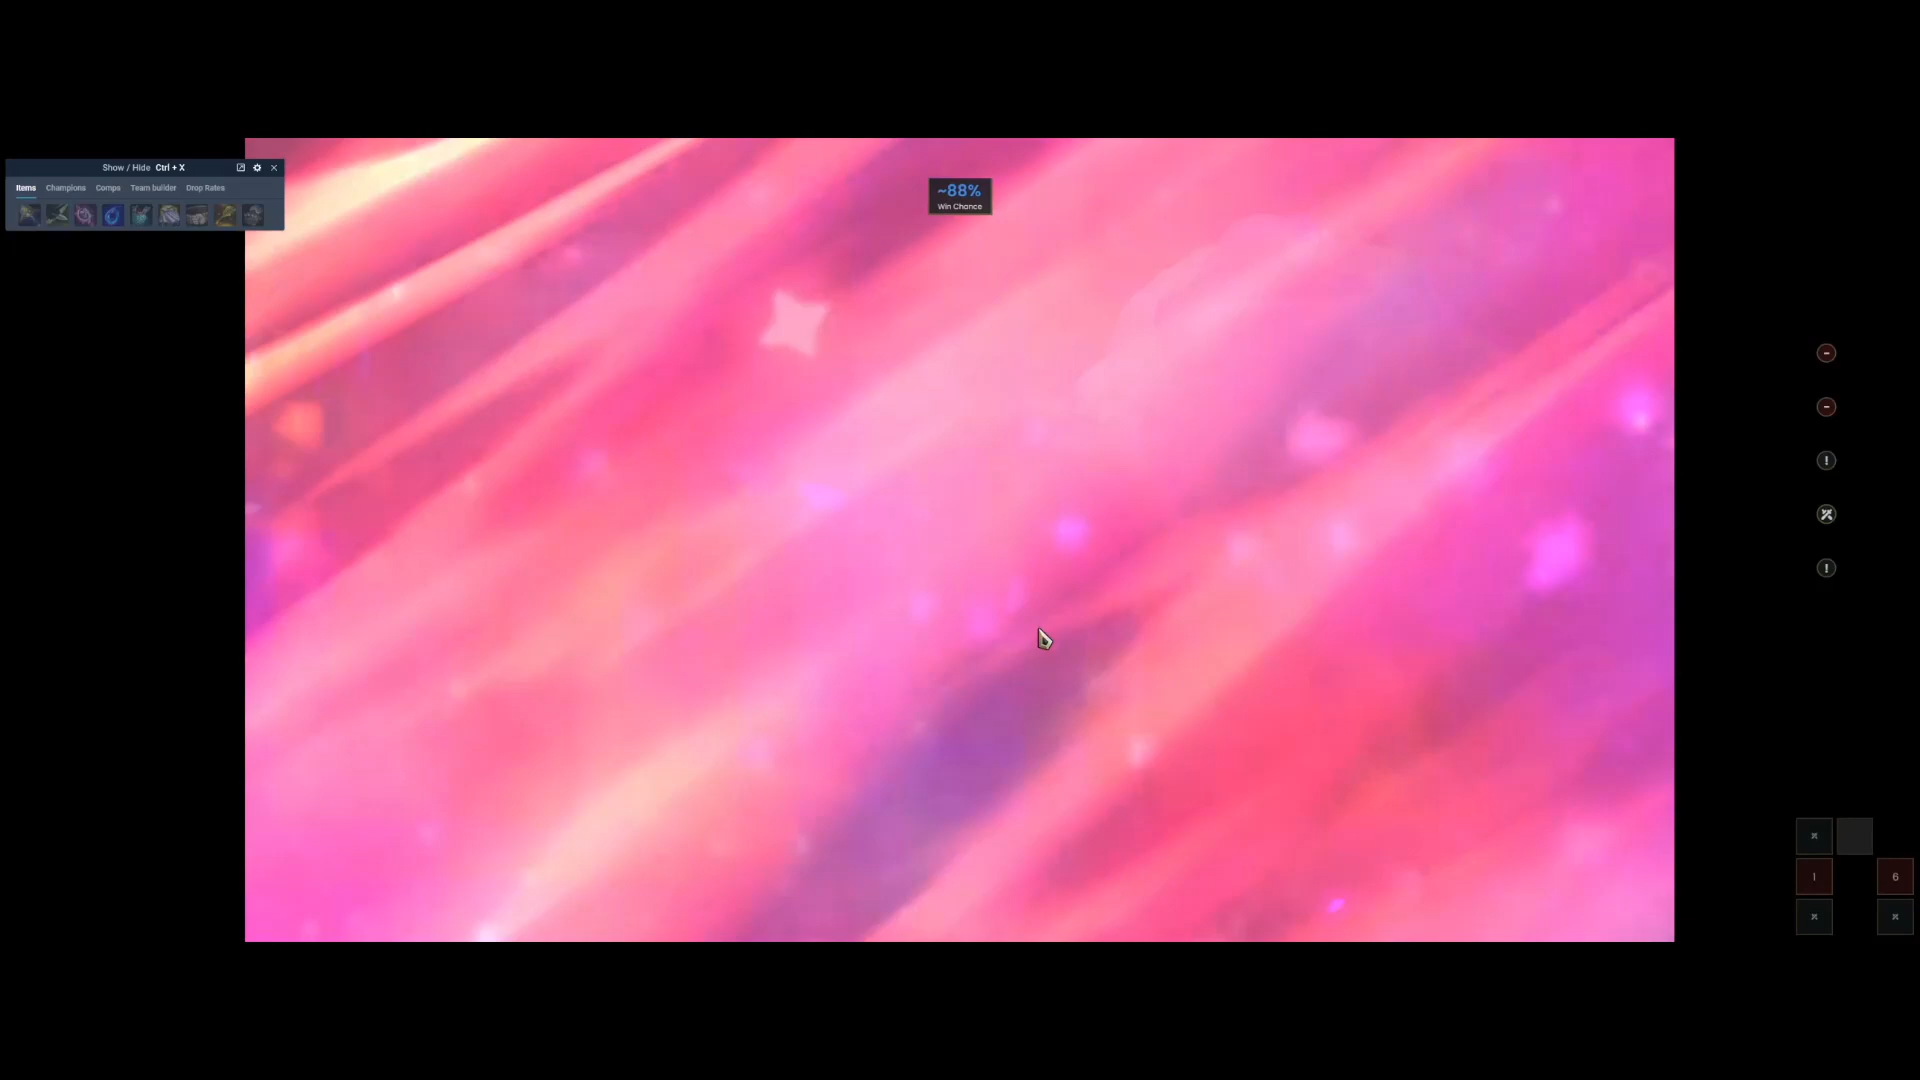 Show / Hide Ctrl + X
Items Champions Comps Team builder Drop Rates
~88%
Win Chance
1 6